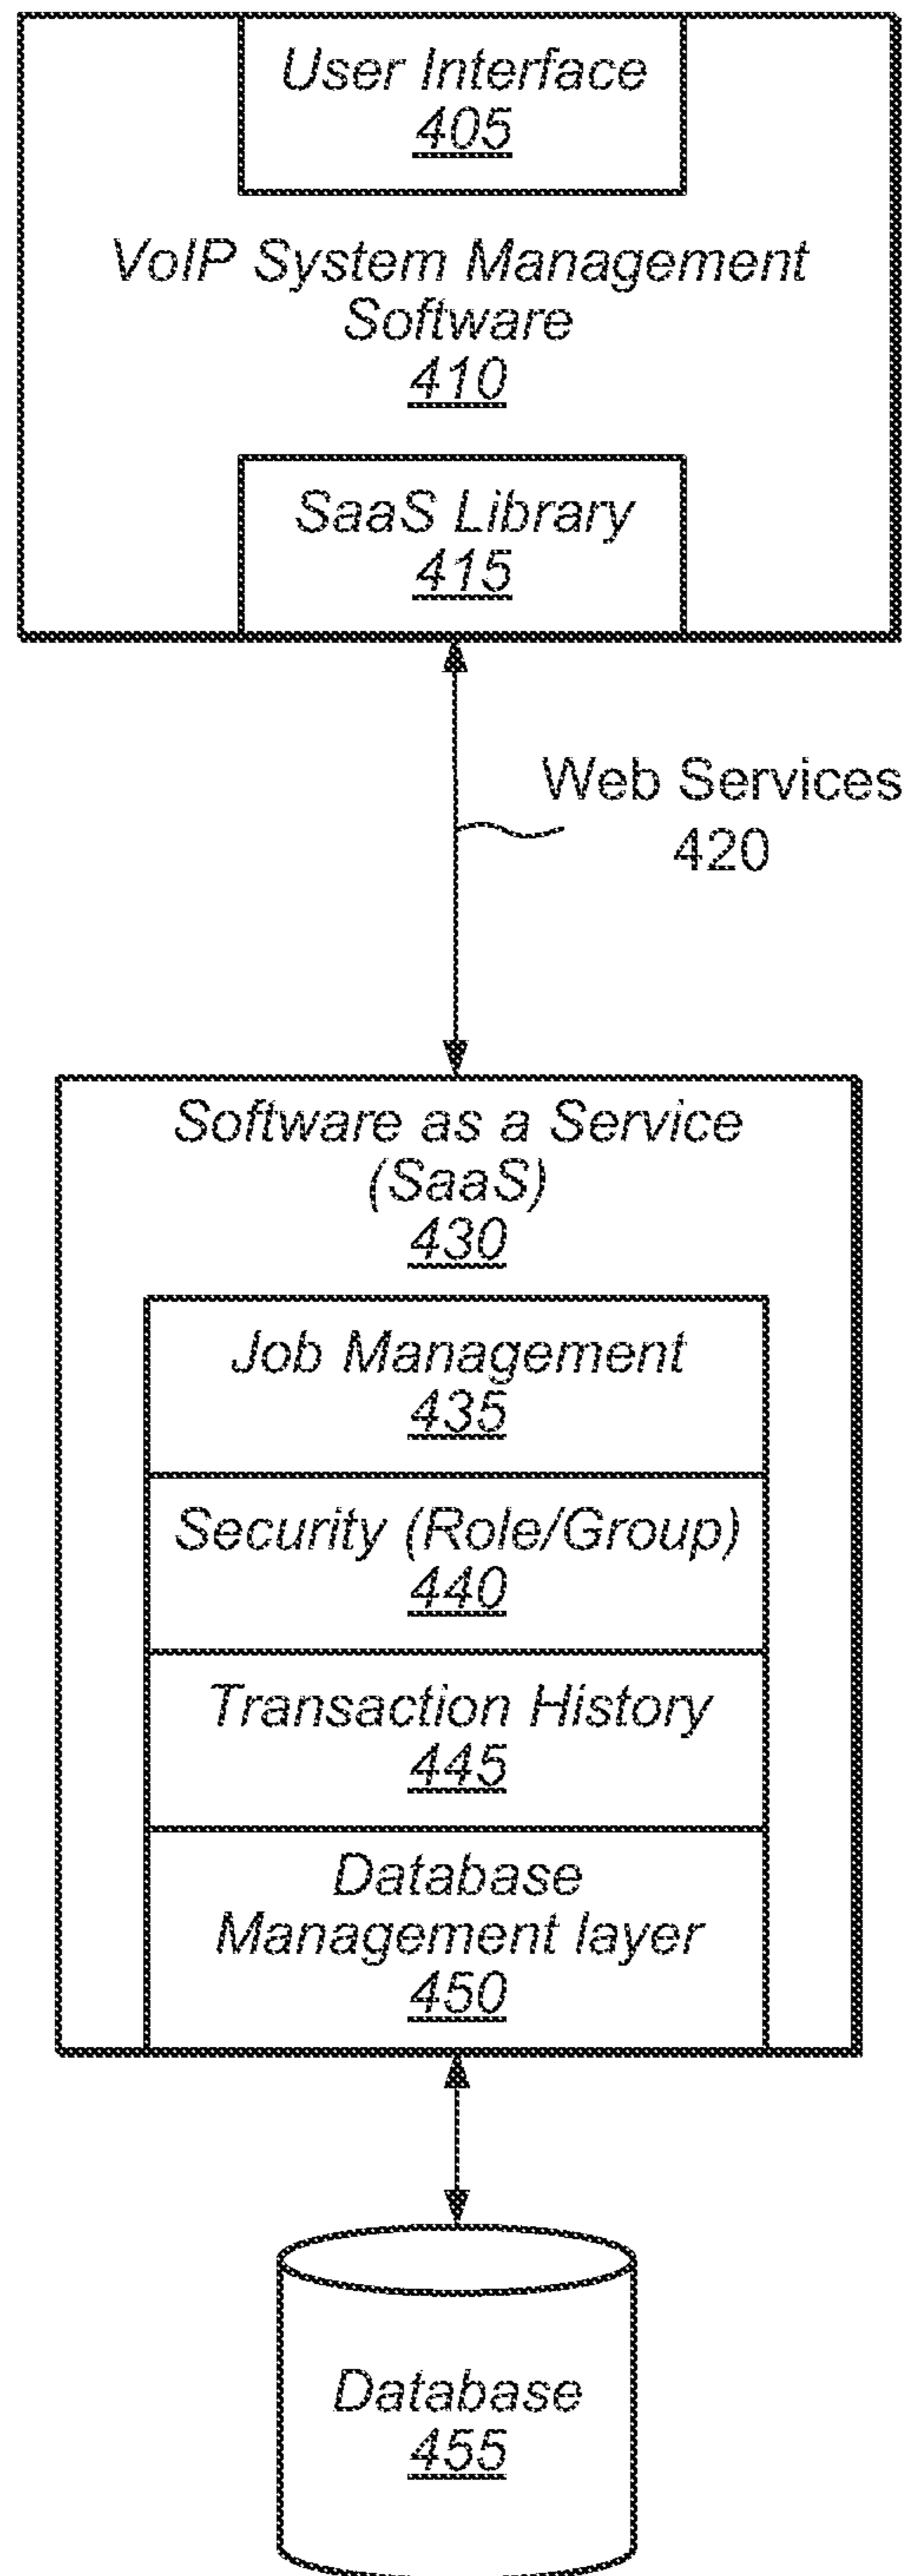 User Interface
405
VoIP System Management
Software
410
SaaS Library
415
Web Services
420
Software as a Service
(SaaS)
430
Job Management
435
Security (Role/Group)
440
Transaction History
445
Database
Management layer
450
Database
455